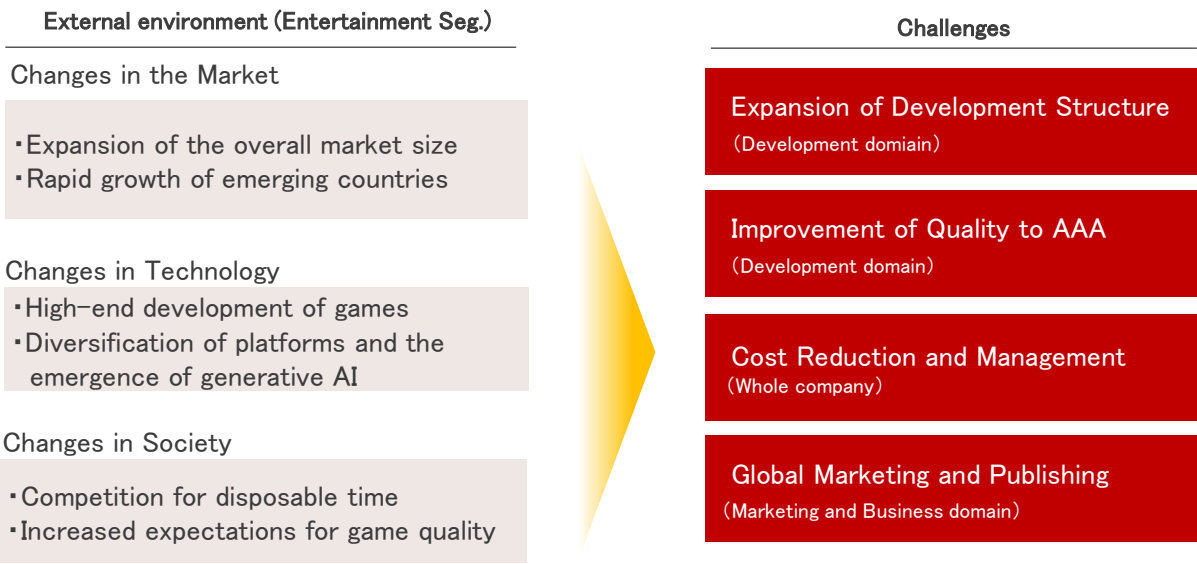 External environment (Entertainment Seg.)
Changes in the Market
・Expansion of the overall market size
・Rapid growth of emerging countries
Changes in Technology
・High-end development of games
・Diversification of platforms and the
emergence of generative AI
Changes in Society
・Competition for disposable time
・Increased expectations for game quality
Challenges
Expansion of Development Structure
(Development domiain)
Improvement of Quality to AAA
(Development domain)
Cost Reduction and Management
(Whole company)
Global Marketing and Publishing
(Marketing and Business domain)